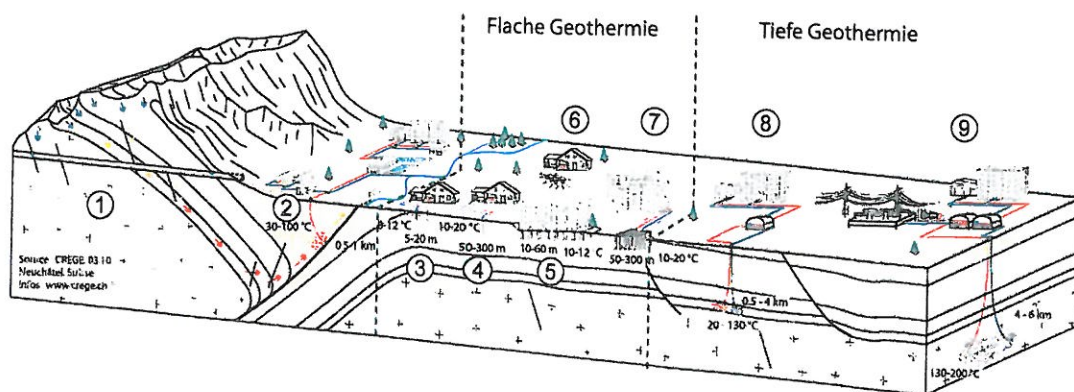 Flache Geothermie
Tiefe Geothermie
6
7
8
9
1
2
30-100 °C
0.5-1 km
8-12 °C
5-20 m
10-20 °C
50-300 m
10-60 m
10-12 C
50-300 m
10-20 °C
3
4
5
0.5 - 4 km
20 - 130 °C
4 - 6 km
130-200 °C
Source CREGE 03 10
Neuchâtel Suisse
Infos www.crege.ch